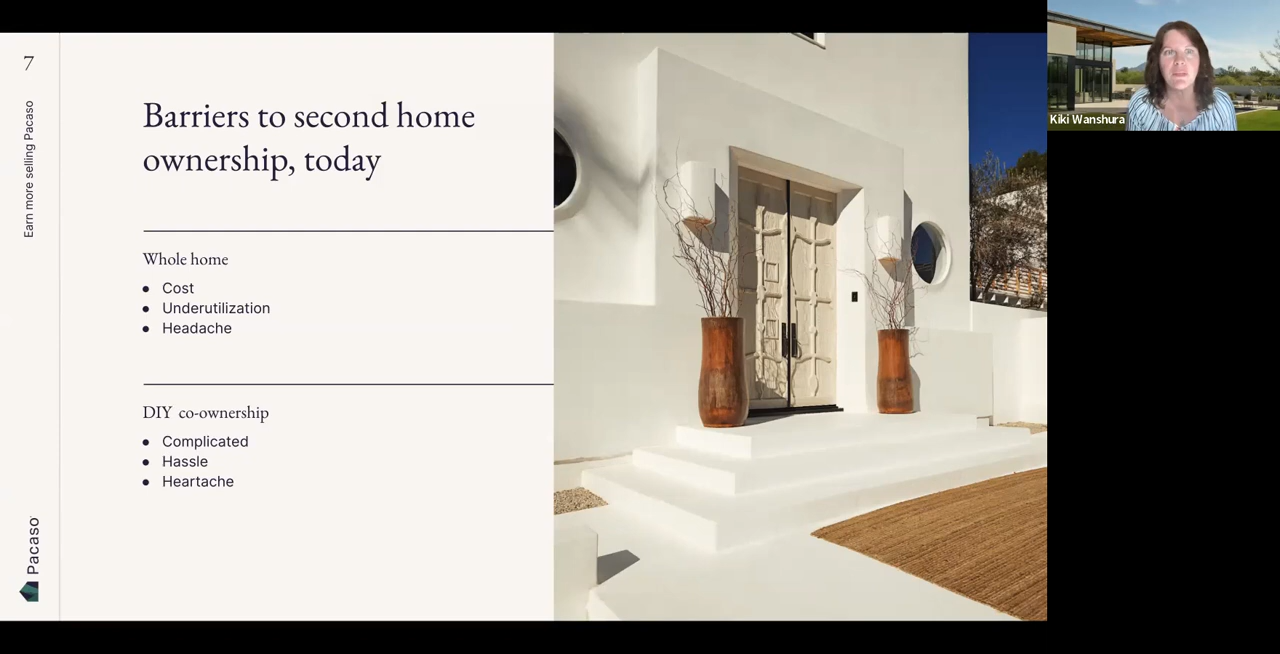 7
Earn more selling Pacaso
Barriers to second home
ownership, today
Whole home
Cost
Underutilization
Headache
DIY co-ownership
Complicated
Hassle
Heartache
Pacaso
Kiki Wanshura